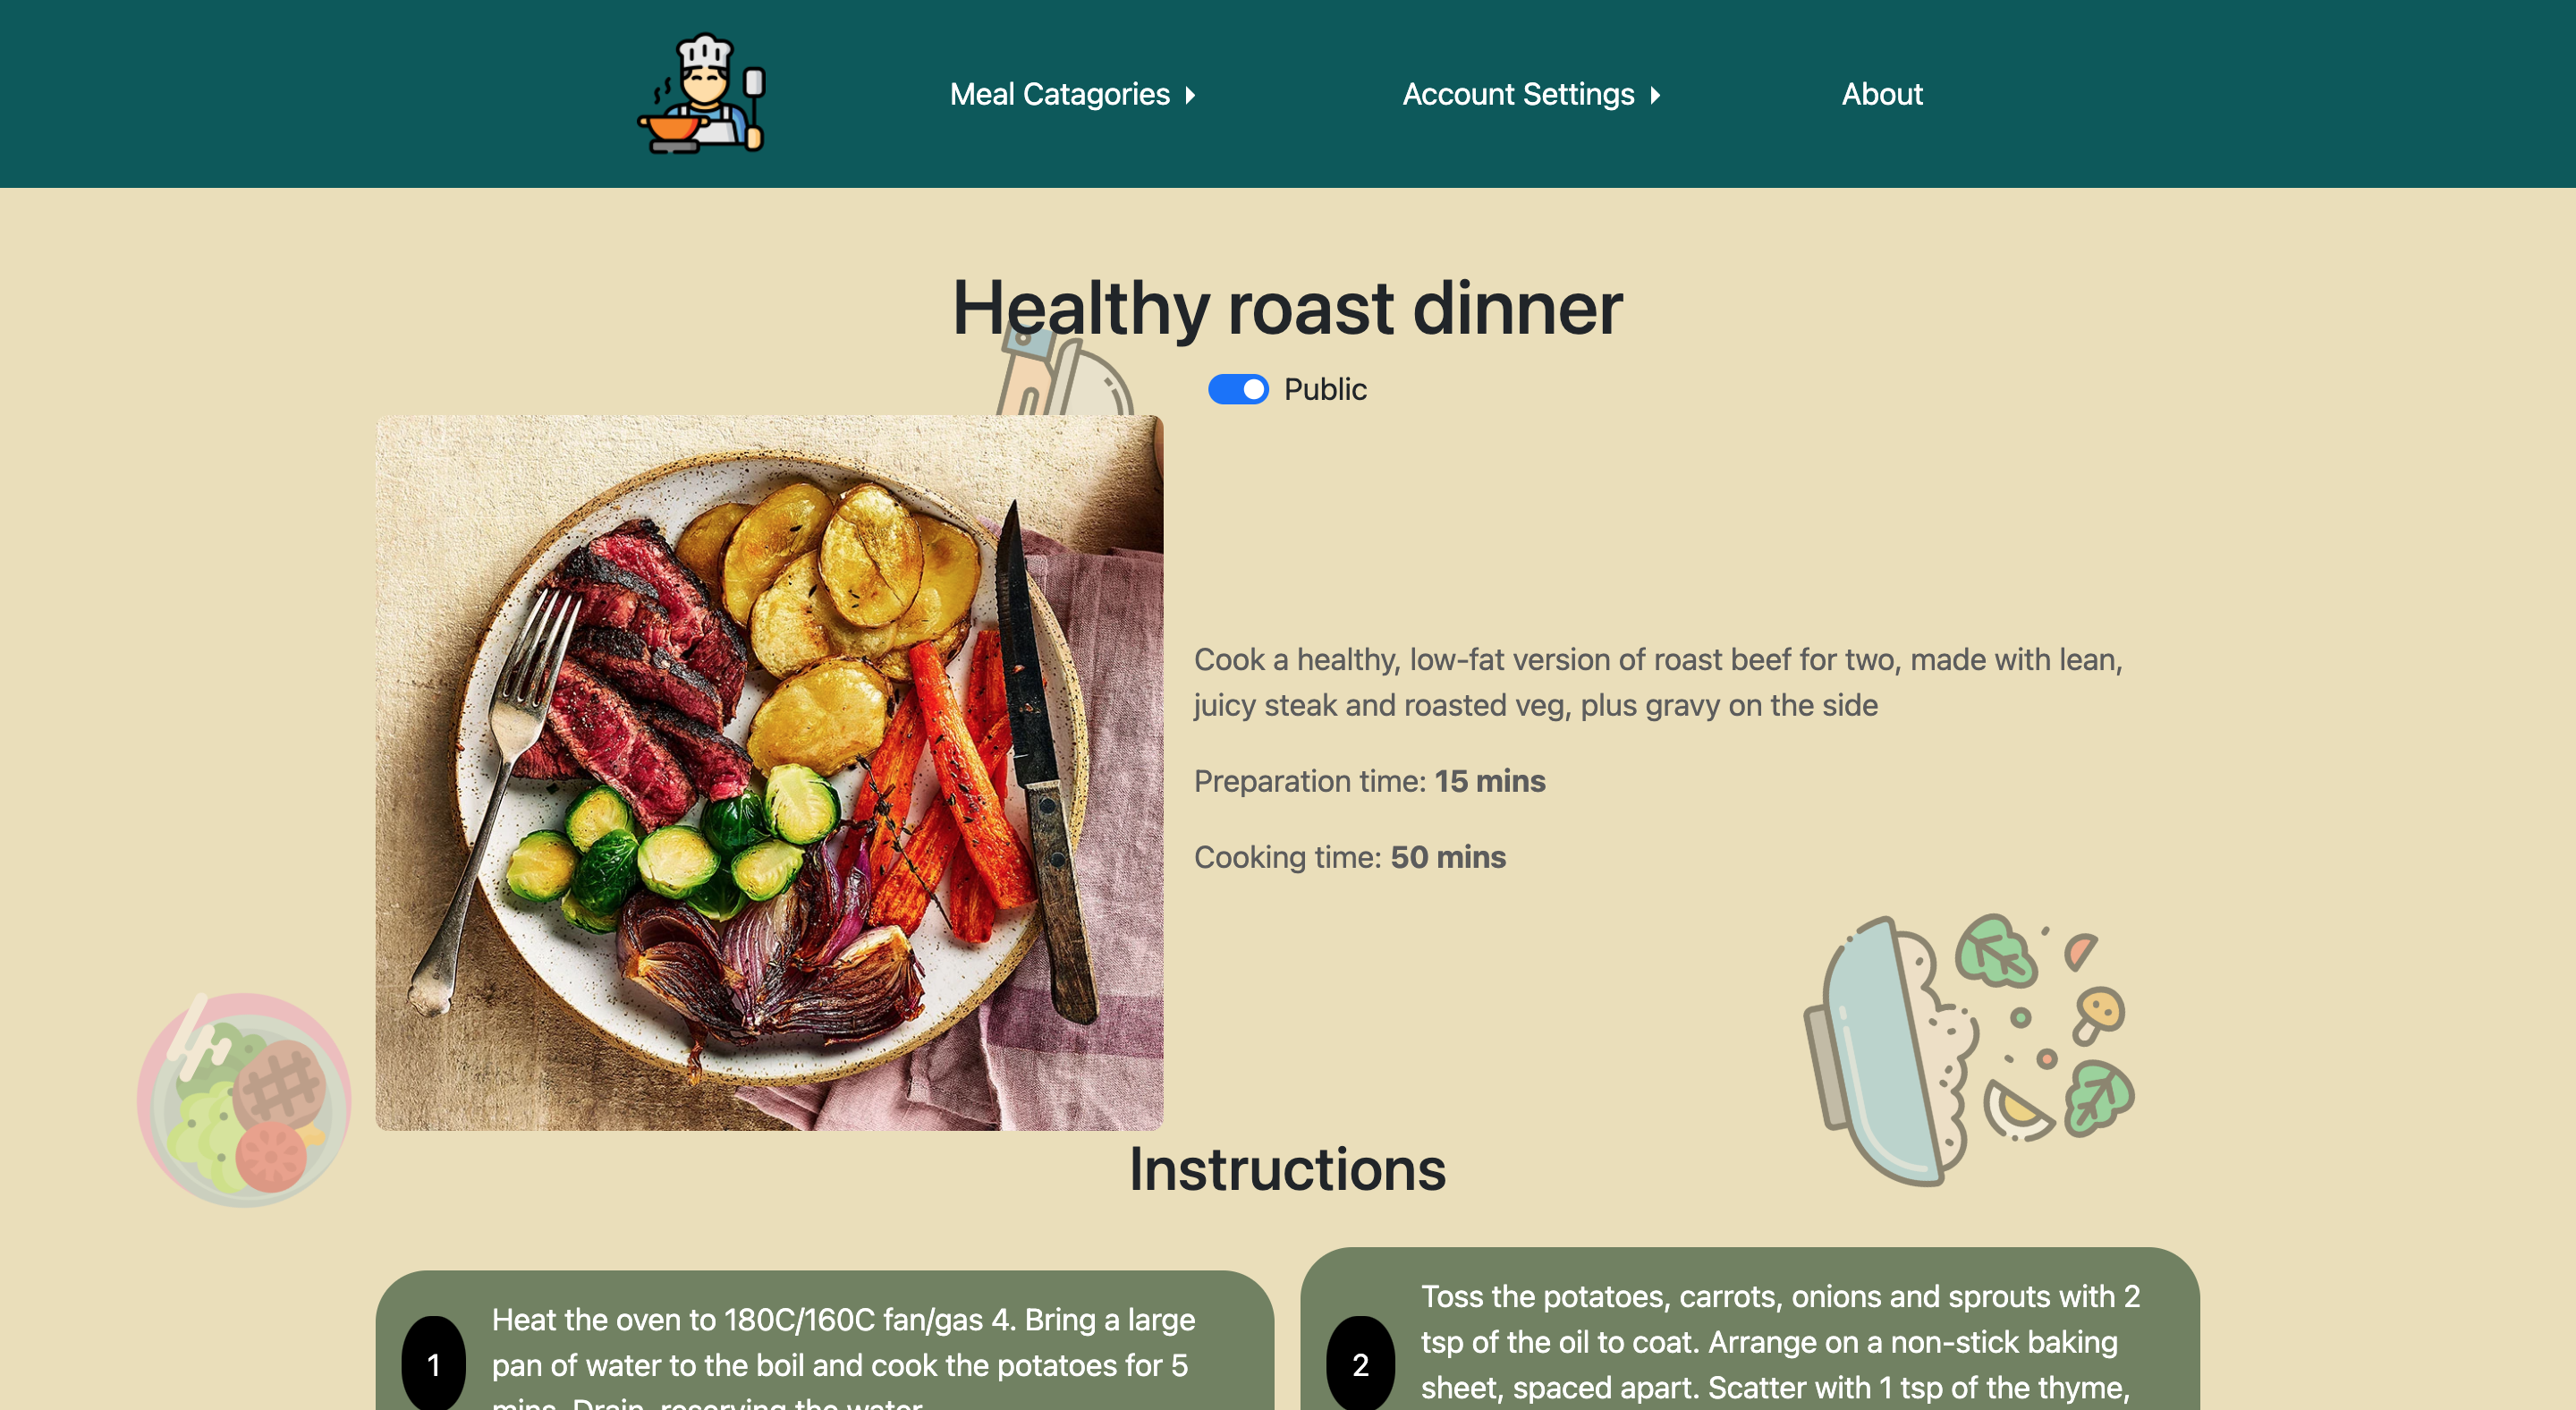 Meal Catagories
Account Settings
About
Healthy roast dinner
Public
Cook a healthy, low-fat version of roast beef for two, made with lean,
juicy steak and roasted veg, plus gravy on the side
Preparation time: 15 mins
Cooking time: 50 mins
Instructions
1
Heat the oven to 180C/160C fan/gas 4. Bring a large
pan of water to the boil and cook the potatoes for 5
mins. Drain, reserving the water.
2
Toss the potatoes, carrots, onions and sprouts with 2
tsp of the oil to coat. Arrange on a non-stick baking
sheet, spaced apart. Scatter with 1 tsp of the thyme,